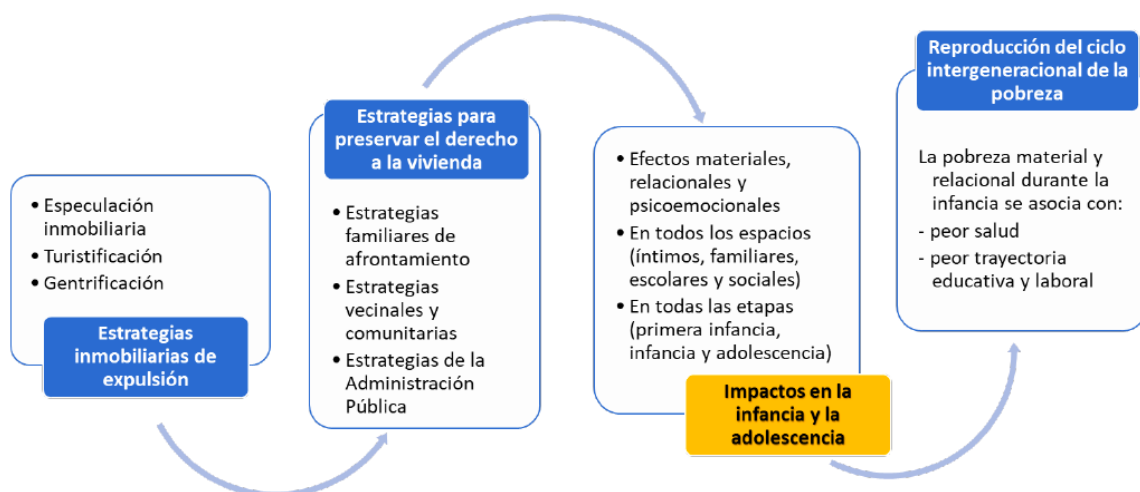 • Especulación
inmobiliaria
• Turistificación
• Gentrificación
Estrategias
inmobiliarias de
expulsión
Estrategias para
preservar el derecho
a la vivienda
• Estrategias
familiares de
afrontamiento
• Estrategias
vecinales y
comunitarias
• Estrategias de la
Administración
Pública
• Efectos materiales,
relacionales y
psicoemocionales
• En todos los espacios
(íntimos, familiares,
escolares y sociales)
• En todas las etapas
(primera infancia,
infancia y adolescencia)
Impactos en la
infancia y la
adolescencia
Reproducción del ciclo
intergeneracional de la
pobreza
La pobreza material y
relacional durante la
infancia se asocia con:
- peor salud
- peor trayectoria
educativa y laboral